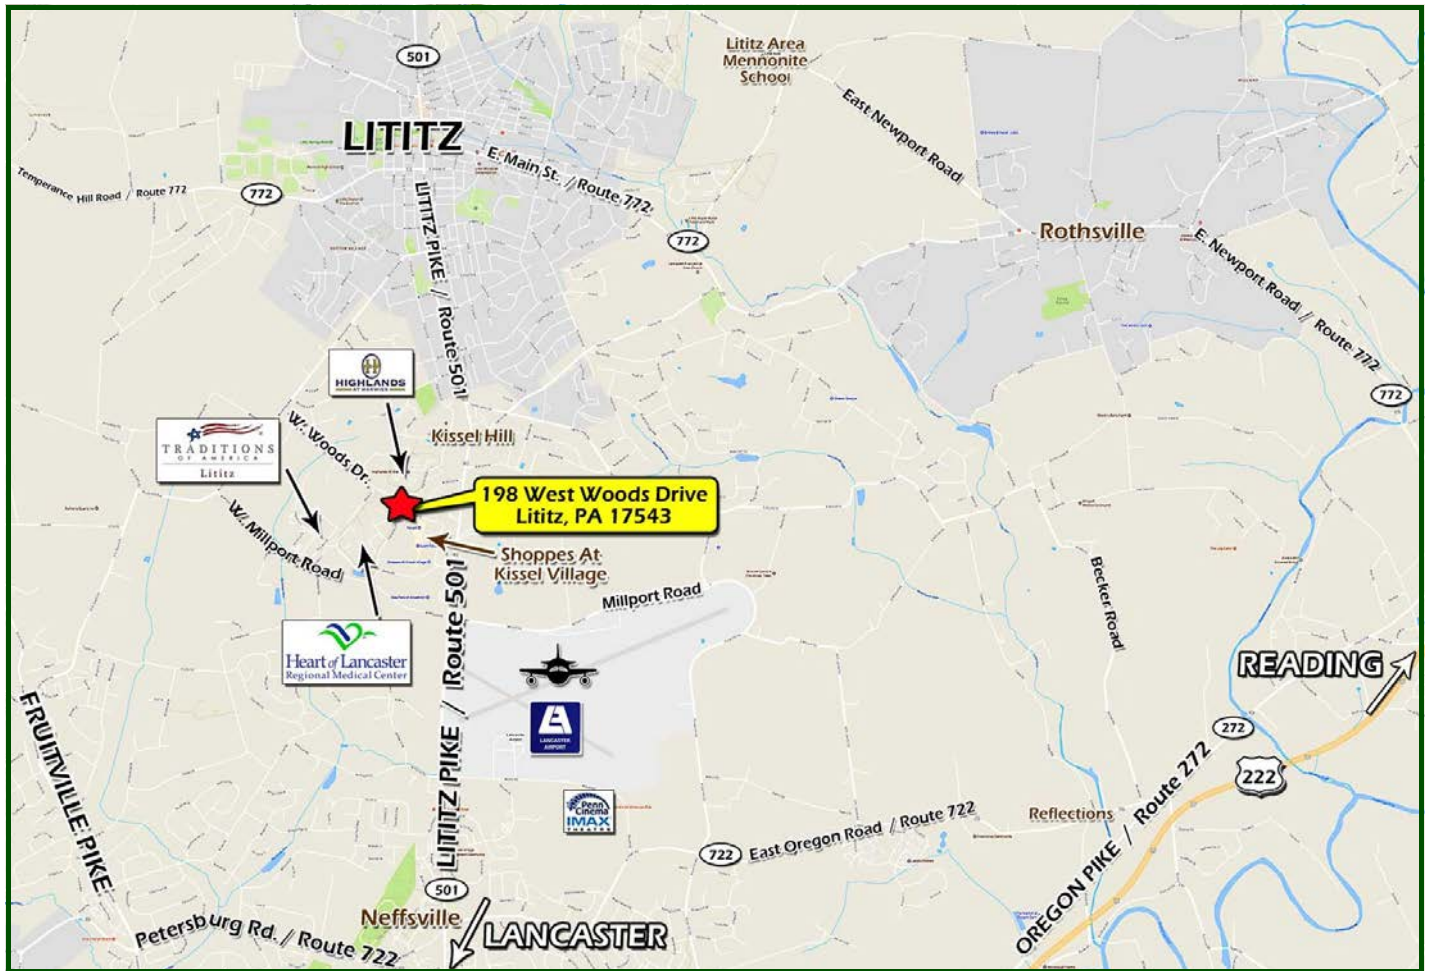 501
Lititz Area
Mennonite
School
LITITZ
East Newport Road
E. Main St. / Route 772
Temperance Hill Road / Route 772
772
LITITZ PIKE / Route 501
772
Rothsville
E. Newport Road / Route 772
772
HIGHLANDS
W. Woods Dr.
TRADITIONS
OF AMERICA
Lititz
Kissel Hill
198 West Woods Drive
Lititz, PA 17543
W. Millport Road
Shoppes At
Kissel Village
Millport Road
Becker Road
Heart of Lancaster
Regional Medical Center
LITITZ PIKE / Route 501
READING
FRUITVILLE PIKE
LANCASTER
AIRPORT
272
222
OREGON PIKE / Route 272
Penn
Cinema
IMAX
THEATRE
Reflections
722
East Oregon Road / Route 722
501
Neffsville
LANCASTER
Petersburg Rd. / Route 722